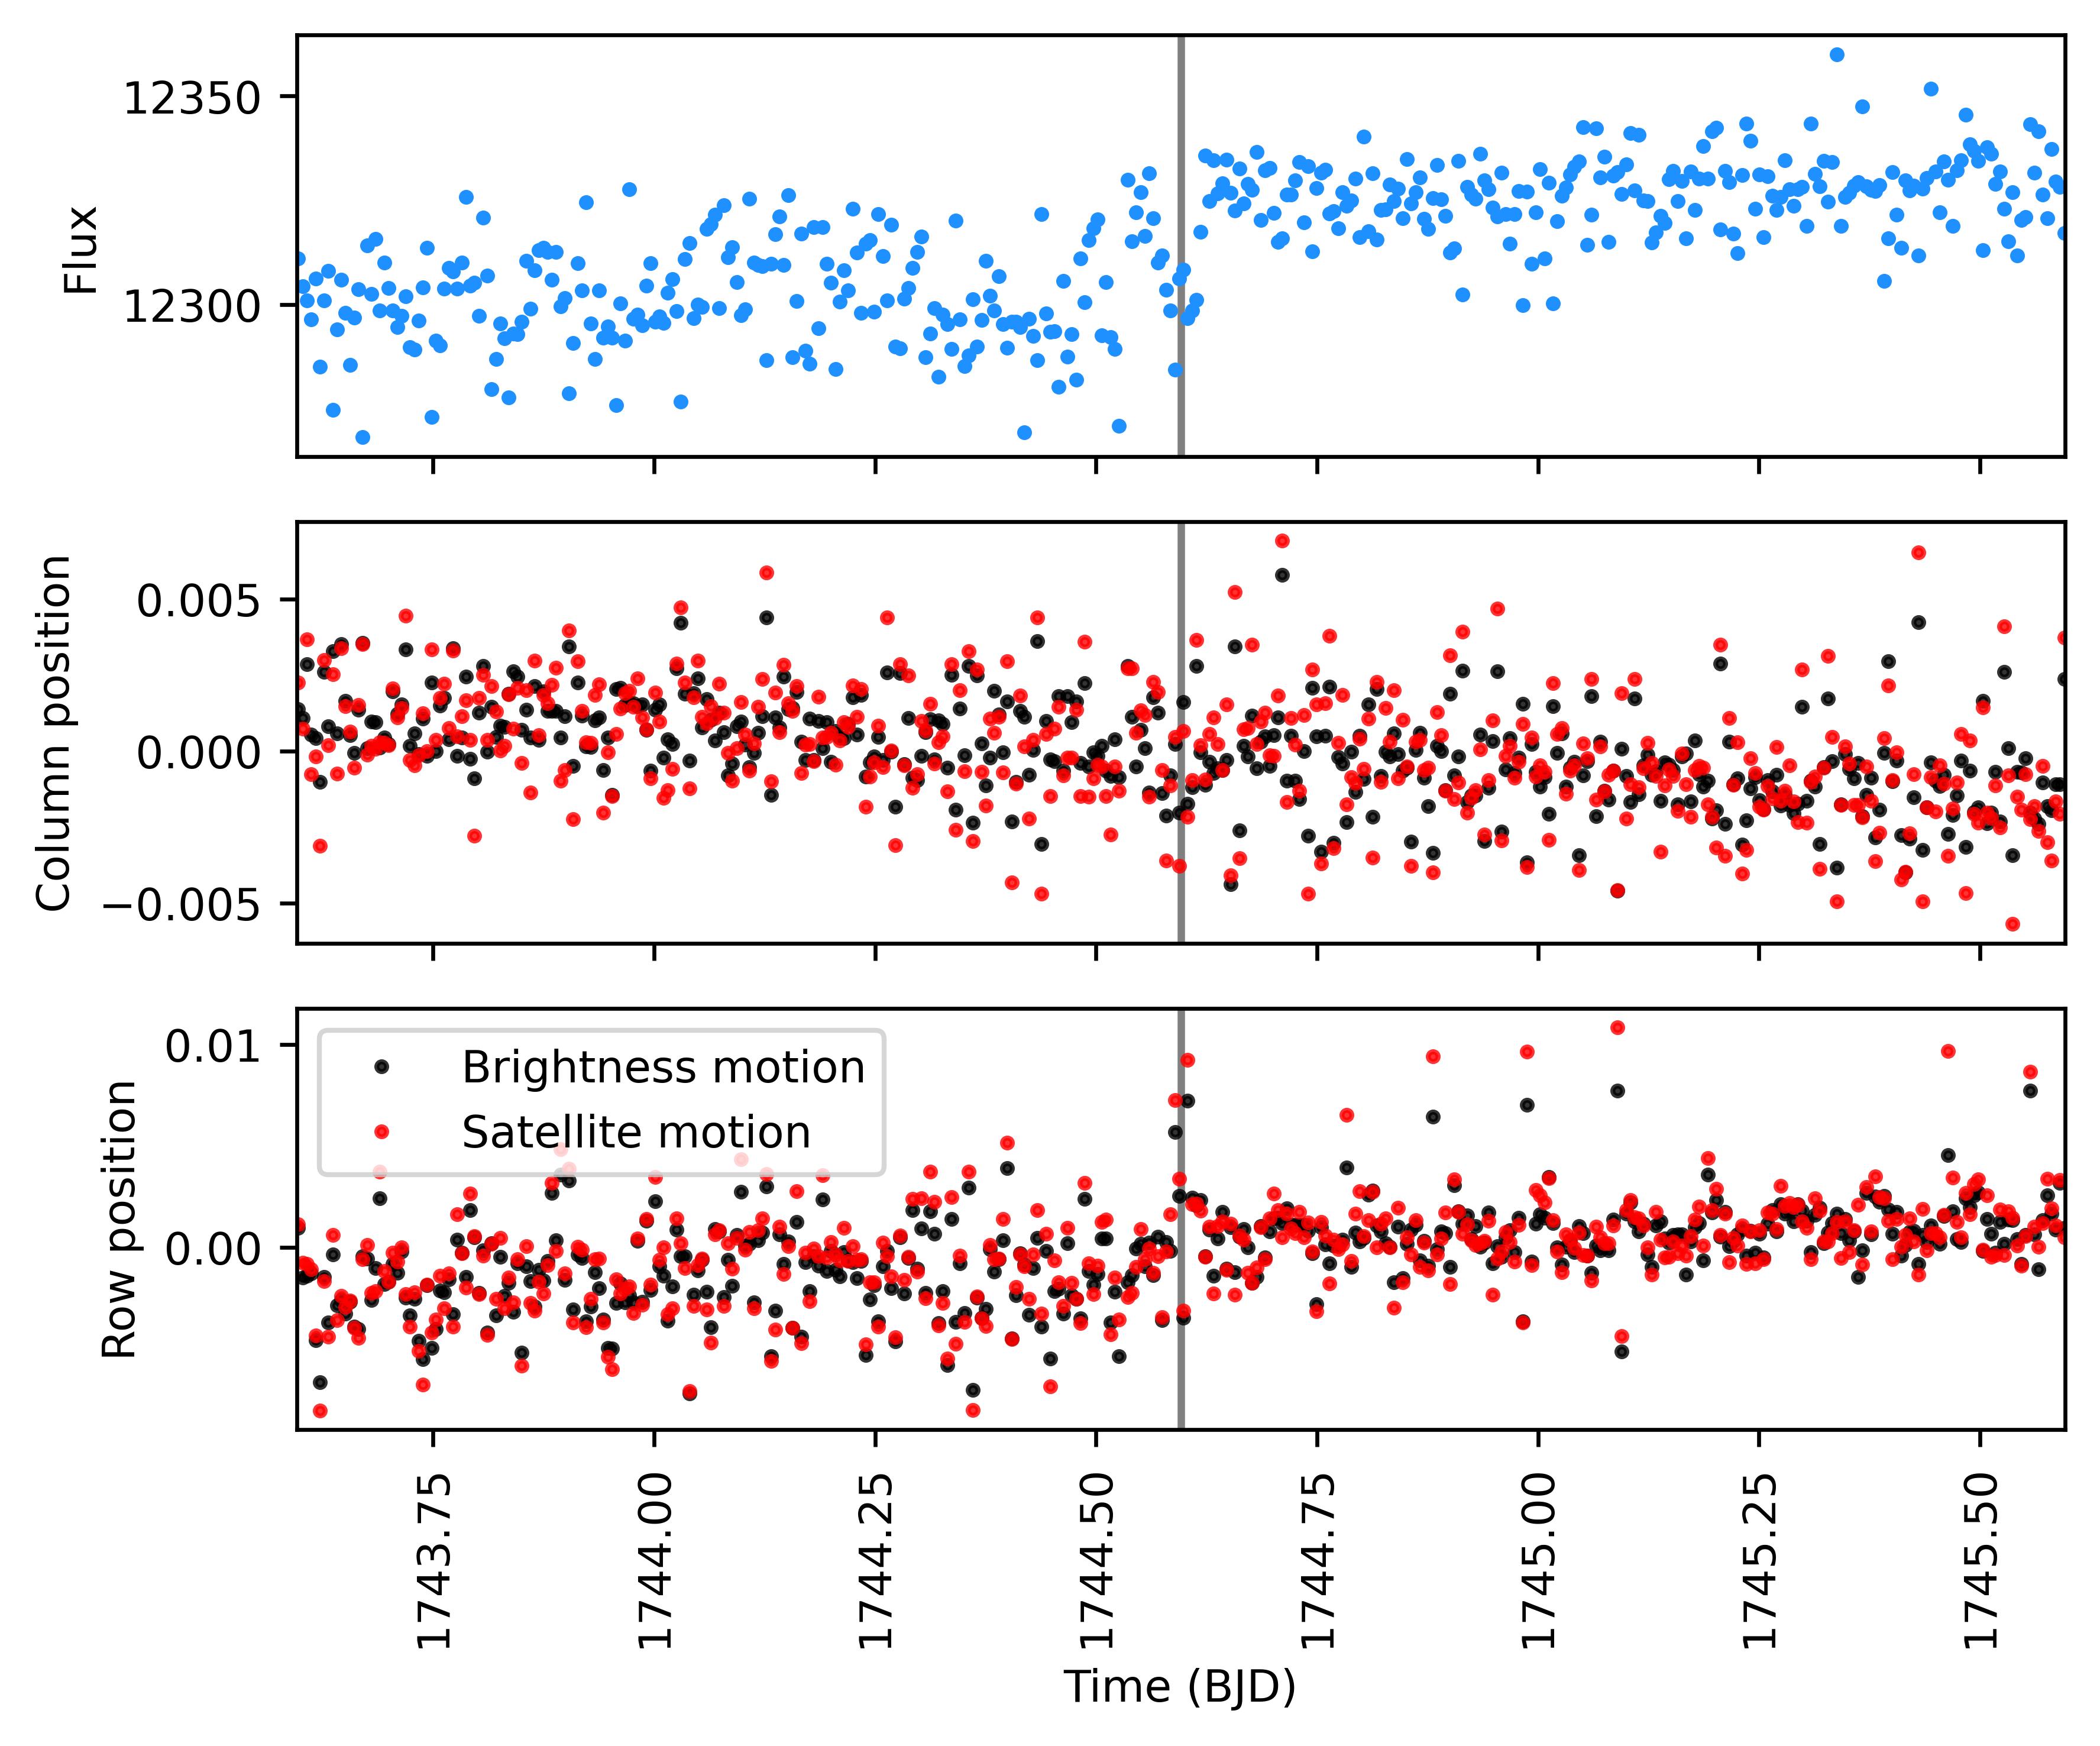 12350
12300
Flux
0.005
0.000
−0.005
Column position
0.01
0.00
Row position
Brightness motion
Satellite motion
1743.75
1744.00
1744.25
1744.50
1744.75
1745.00
1745.25
1745.50
Time (BJD)